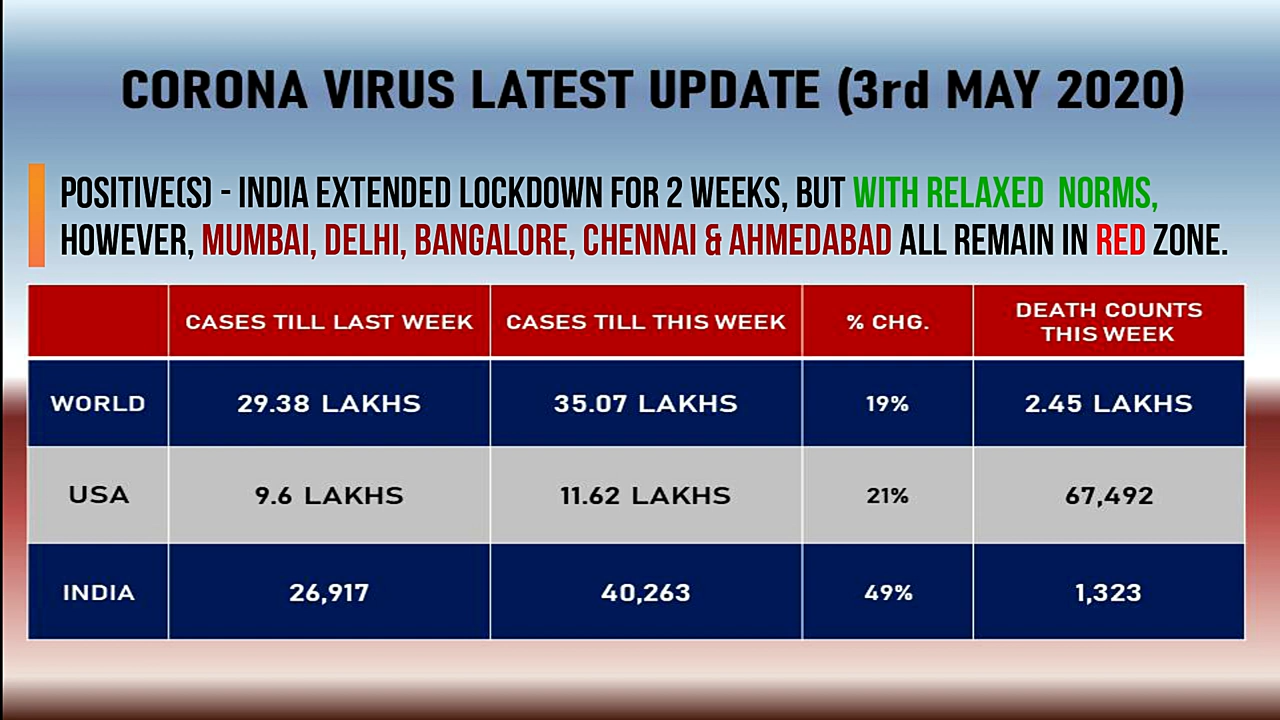 CORONA VIRUS LATEST UPDATE (3rd MAY 2020)
POSITIVE(S) - INDIA EXTENDED LOCKDOWN FOR 2 WEEKS, BUT WITH RELAXED NORMS,
HOWEVER, MUMBAI, DELHI, BANGALORE, CHENNAI & AHMEDABAD ALL REMAIN IN RED ZONE.
CASES TILL LAST WEEK CASES TILL THIS WEEK % CHG. DEATH COUNTS
THIS WEEK
WORLD 29.38 LAKHS 35.07 LAKHS 19% 2.45 LAKHS
USA 9.6 LAKHS 11.62 LAKHS 21% 67,492
INDIA 26,917 40,263 49% 1,323